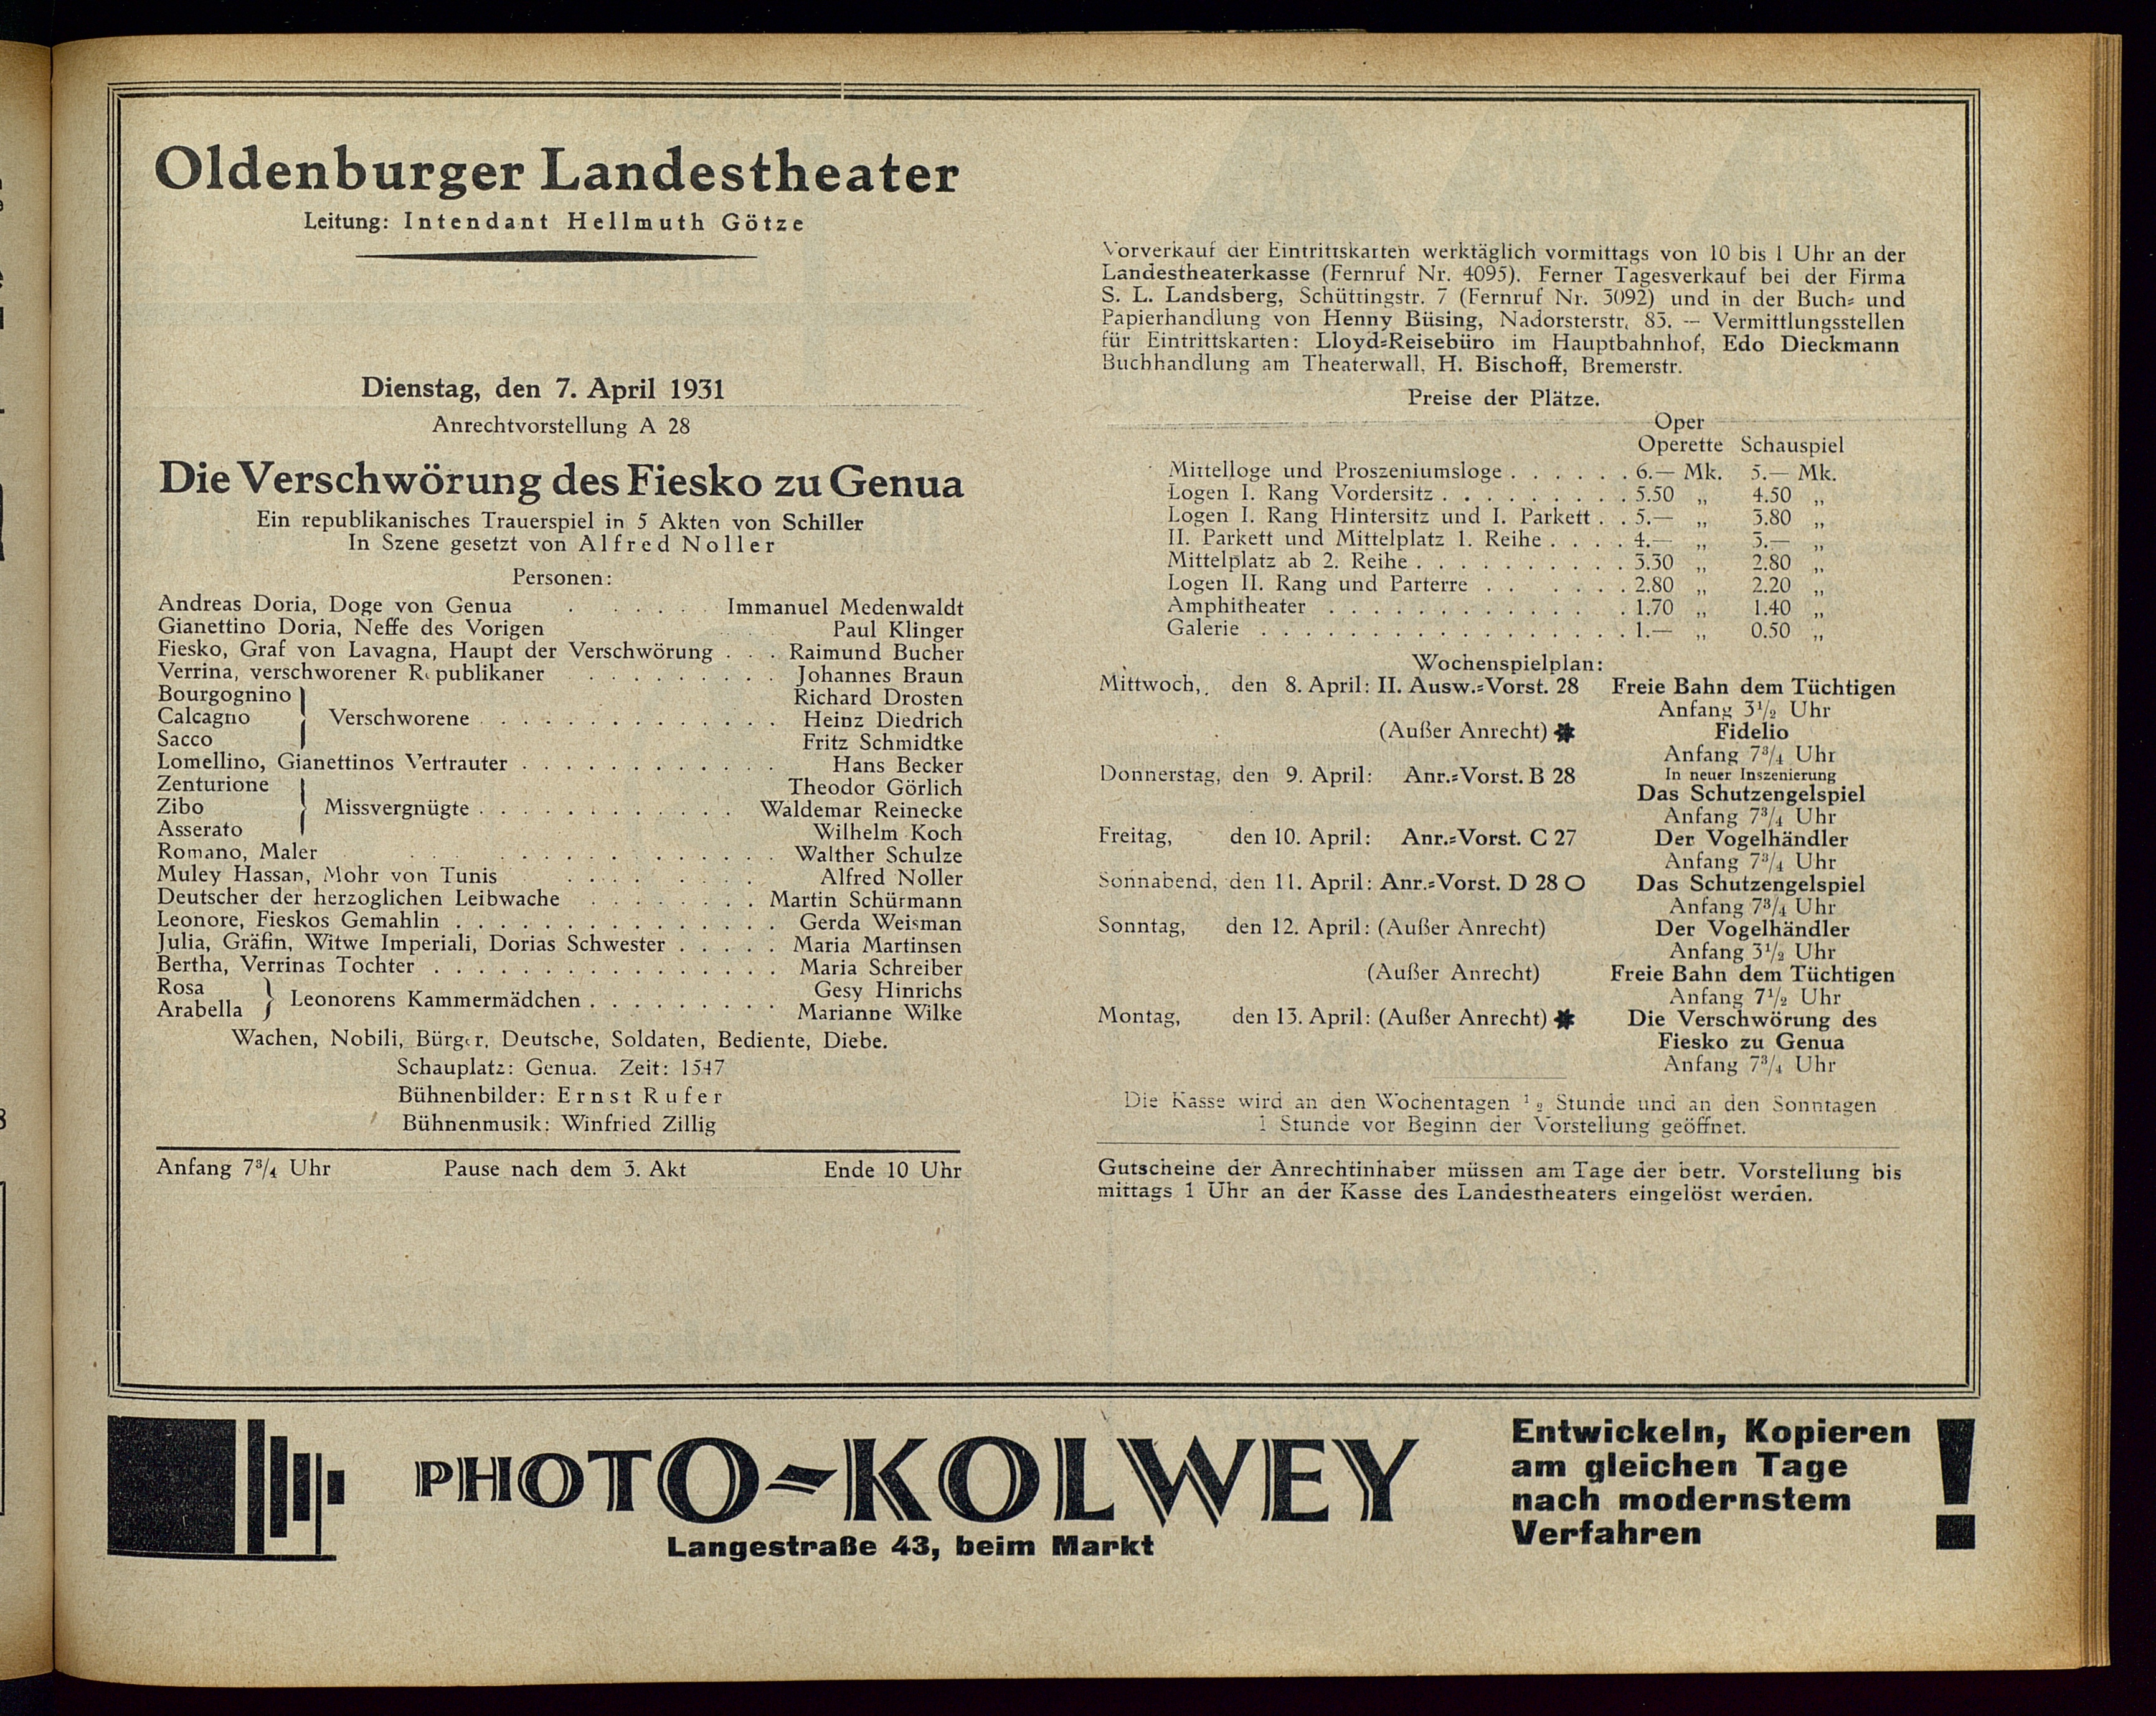 Oldenburger Landestheater
Leitung: Intendant Hellmuth Götze
Dienstag, den 7. April 1931
Anrechtvorstellung A 28
Die Verschwörung des Fiesko zu Genua
Ein republikanisches Trauerspiel in 5 Akten von Schiller
In Szene gesetzt von Alfred Noller
Personen:
Andreas Doria, Doge von Genua . . . . . Immanuel Medenwaldt
Gianettino Doria, Neffe des Vorigen Paul Klinger
Fiesko, Graf von Lavagna, Haupt der Verschwörung . . . Raimund Bucher
Verrina, verschworener Republikaner . . . . . . . . . Johannes Braun
Bourgognino Richard Drosten
Calcagno } Verschworene . . . . . . . . . . . . . . Heinz Diedrich
Sacco Fritz Schmidtke
Lomellino, Gianettinos Vertrauter . . . . . . . . . . . . Hans Becker
Zenturione Theodor Görlich
Zibo } Missvergnügte . . . . . . . . . . . . Waldemar Reinecke
Asserato Wilhelm Koch
Romano, Maler . . . . . . . . . . . . . Walther Schulze
Muley Hassan, Mohr von Tunis . . . . . . . . Alfred Noller
Deutscher der herzoglichen Leibwache . . . . . . . . Martin Schürmann
Leonore, Fieskos Gemahlin . . . . . . . . . . . . . . . Gerda Weisman
Julia, Gräfin, Witwe Imperiali, Dorias Schwester . . . . . Maria Martinsen
Bertha, Verrinas Tochter . . . . . . . . . . . . . . . . Maria Schreiber
Rosa Gesy Hinrichs
Arabella } Leonorens Kammermädchen . . . . . . . . . Marianne Wilke
Wachen, Nobili, Bürger, Deutsche, Soldaten, Bediente, Diebe.
Schauplatz: Genua. Zeit: 1547
Bühnenbilder: Ernst Rufer
Bühnenmusik: Winfried Zillig
Anfang 7³/₄ Uhr Pause nach dem 3. Akt Ende 10 Uhr
Vorverkauf der Eintrittskarten werktäglich vormittags von 10 bis 1 Uhr an der
Landestheaterkasse (Fernruf Nr. 4095). Ferner Tagesverkauf bei der Firma
S. L. Landsberg, Schüttingstr. 7 (Fernruf Nr. 3092) und in der Buch- und
Papierhandlung von Henny Büsing, Nadorsterstr. 83. — Vermittlungsstellen
für Eintrittskarten: Lloyd-Reisebüro im Hauptbahnhof, Edo Dieckmann
Buchhandlung am Theaterwall, H. Bischoff, Bremerstr.
Preise der Plätze.
Oper
Operette Schauspiel
Mittelloge und Proszeniumsloge . . . . . . 6.— Mk. 5.— Mk.
Logen I. Rang Vordersitz . . . . . . . . . 5.50 „ 4.50 „
Logen I. Rang Hintersitz und I. Parkett . . 5.— „ 3.80 „
II. Parkett und Mittelplatz 1. Reihe . . . . 4.— „ 3.— „
Mittelplatz ab 2. Reihe . . . . . . . . . . 3.30 „ 2.80 „
Logen II. Rang und Parterre . . . . . . 2.80 „ 2.20 „
Amphitheater . . . . . . . . . . . . . . 1.70 „ 1.40 „
Galerie . . . . . . . . . . . . . . . . . 1.— „ 0.50 „
Wochenspielplan:
Mittwoch, den 8. April: II. Ausw.-Vorst. 28 Freie Bahn dem Tüchtigen
Anfang 3¹/₂ Uhr
(Außer Anrecht) ✱ Fidelio
Anfang 7³/₄ Uhr
Donnerstag, den 9. April: Anr.-Vorst. B 28 In neuer Inszenierung
Das Schutzengelspiel
Anfang 7³/₄ Uhr
Freitag, den 10. April: Anr.-Vorst. C 27 Der Vogelhändler
Anfang 7³/₄ Uhr
Sonnabend, den 11. April: Anr.-Vorst. D 28 O Das Schutzengelspiel
Anfang 7³/₄ Uhr
Sonntag, den 12. April: (Außer Anrecht) Der Vogelhändler
Anfang 3¹/₂ Uhr
(Außer Anrecht) Freie Bahn dem Tüchtigen
Anfang 7¹/₂ Uhr
Montag, den 13. April: (Außer Anrecht) ✱ Die Verschwörung des
Fiesko zu Genua
Anfang 7³/₄ Uhr
Die Kasse wird an den Wochentagen ¹/₂ Stunde und an den Sonntagen
1 Stunde vor Beginn der Vorstellung geöffnet.
Gutscheine der Anrechtinhaber müssen am Tage der betr. Vorstellung bis
mittags 1 Uhr an der Kasse des Landestheaters eingelöst werden.
PHOTO-KOLWEY
Langestraße 43, beim Markt
Entwickeln, Kopieren
am gleichen Tage
nach modernstem
Verfahren !